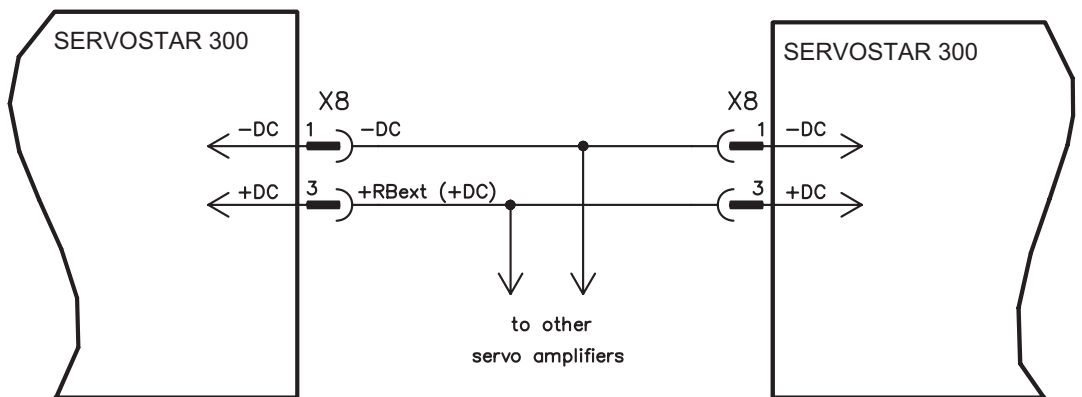 SERVOSTAR 300
SERVOSTAR 300
X8
X8
−DC
1
−DC
1
−DC
+DC
3
+RBext (+DC)
3
+DC
to other
servo amplifiers